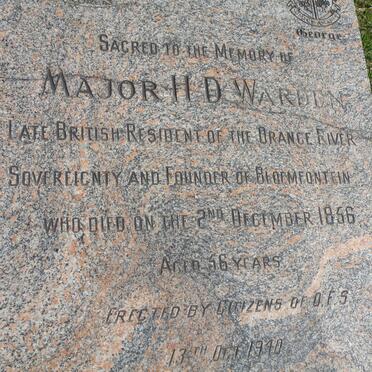 George
SACRED TO THE MEMORY OF
MAJOR H D WARDEN
LATE BRITISH RESIDENT OF THE ORANGE RIVER
SOVEREIGNTY AND FOUNDER OF BLOEMFONTEIN
WHO DIED ON THE 2ND DECEMBER 1856
AGED 56 YEARS
ERECTED BY CITIZENS OF O.F.S
13TH OCT 1940